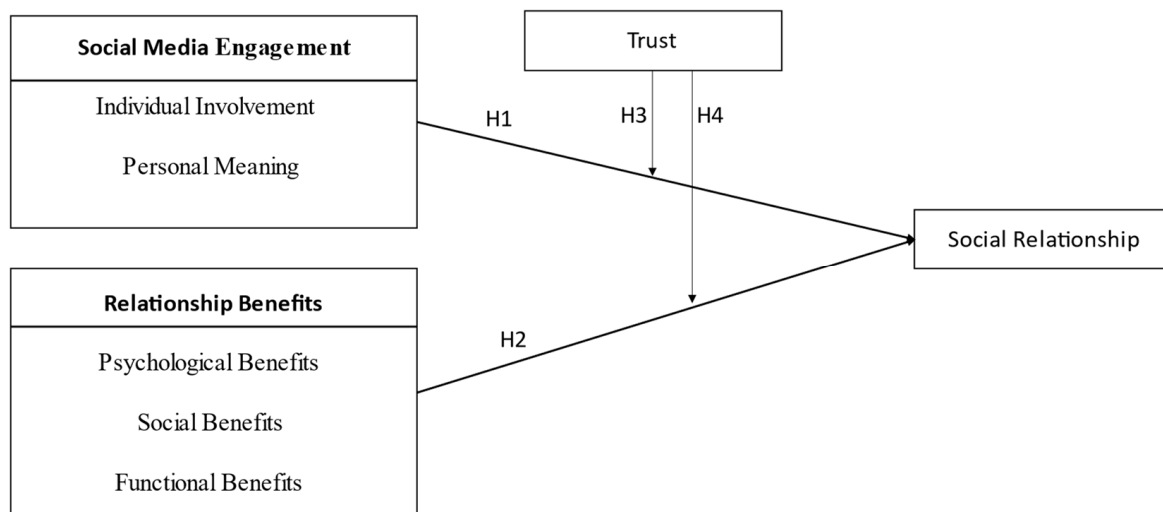 Social Media Engagement
Individual Involvement
Personal Meaning
Trust
H1
H3
H4
Social Relationship
Relationship Benefits
H2
Psychological Benefits
Social Benefits
Functional Benefits